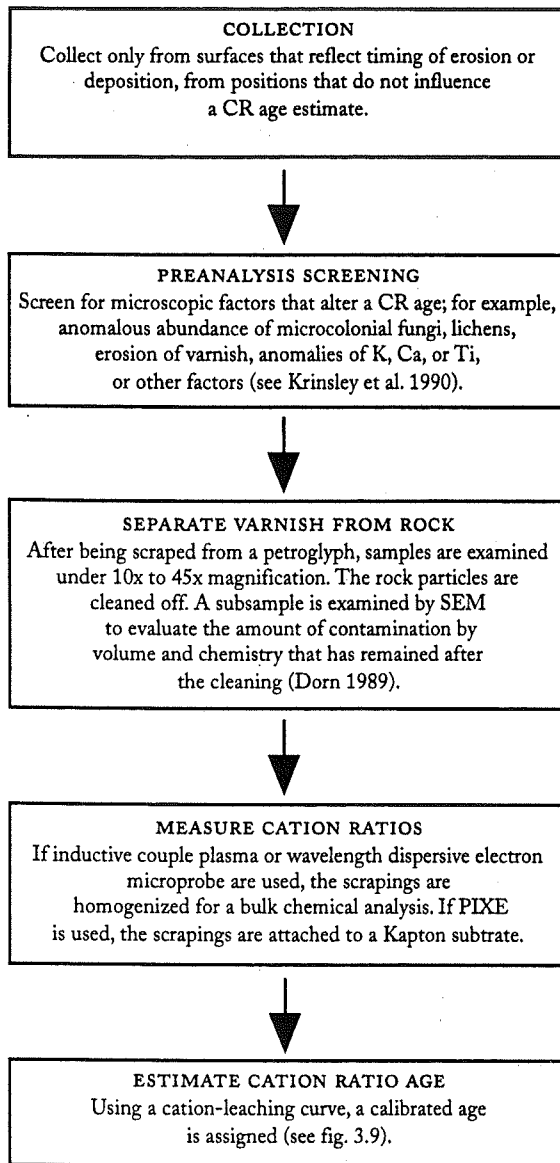 COLLECTION
Collect only from surfaces that reflect timing of erosion or
deposition, from positions that do not influence
a CR age estimate.
PREANALYSIS SCREENING
Screen for microscopic factors that alter a CR age; for example,
anomalous abundance of microcolonial fungi, lichens,
erosion of varnish, anomalies of K, Ca, or Ti,
or other factors (see Krinsley et al. 1990).
SEPARATE VARNISH FROM ROCK
After being scraped from a petroglyph, samples are examined
under 10x to 45x magnification. The rock particles are
cleaned off. A subsample is examined by SEM
to evaluate the amount of contamination by
volume and chemistry that has remained after
the cleaning (Dorn 1989).
MEASURE CATION RATIOS
If inductive couple plasma or wavelength dispersive electron
microprobe are used, the scrapings are
homogenized for a bulk chemical analysis. If PIXE
is used, the scrapings are attached to a Kapton subtrate.
ESTIMATE CATION RATIO AGE
Using a cation-leaching curve, a calibrated age
is assigned (see fig. 3.9).